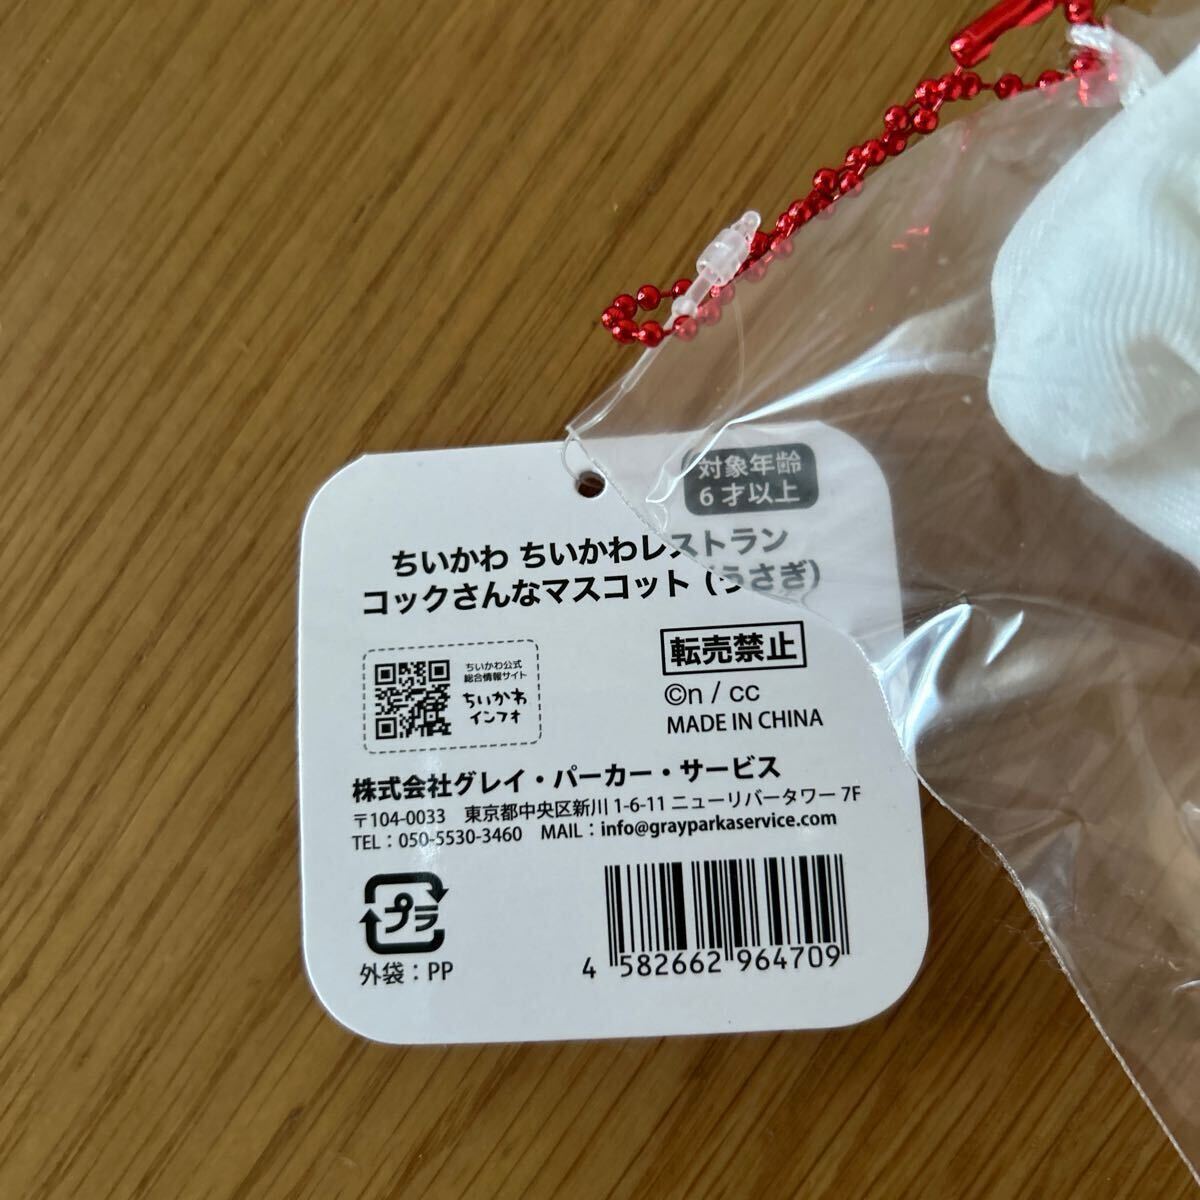 対象年齢
6才以上
ちいかわ ちいかわレストラン
コックさんなマスコット（うさぎ）
ちいかわ公式
総合情報サイト
ちいかわ
インフォ
転売禁止
©n / cc
MADE IN CHINA
株式会社グレイ・パーカー・サービス
〒104-0033　東京都中央区新川 1-6-11 ニューリバータワー 7F
TEL：050-5530-3460　MAIL：info@grayparkaservice.com
プラ
外袋：PP
4 582662 964709